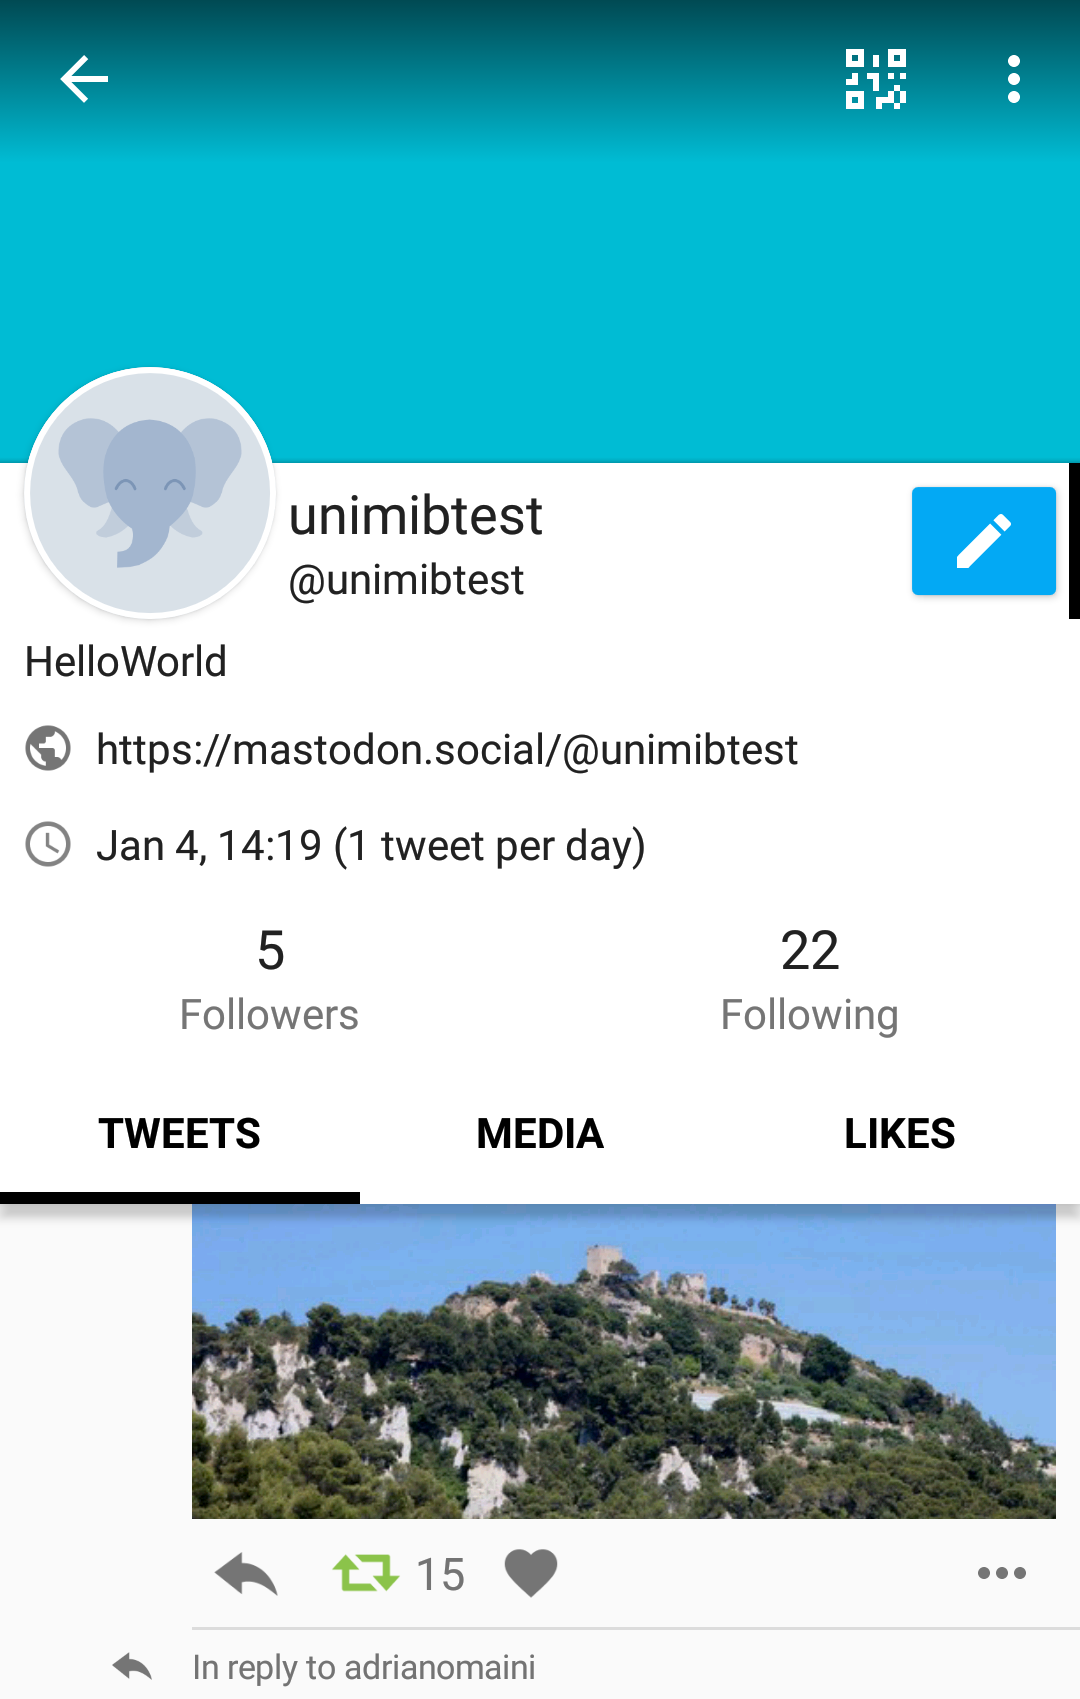 unimibtest
@unimibtest
HelloWorld
https://mastodon.social/@unimibtest
Jan 4, 14:19 (1 tweet per day)
5 22
Followers Following
TWEETS MEDIA LIKES
15
In reply to adrianomaini